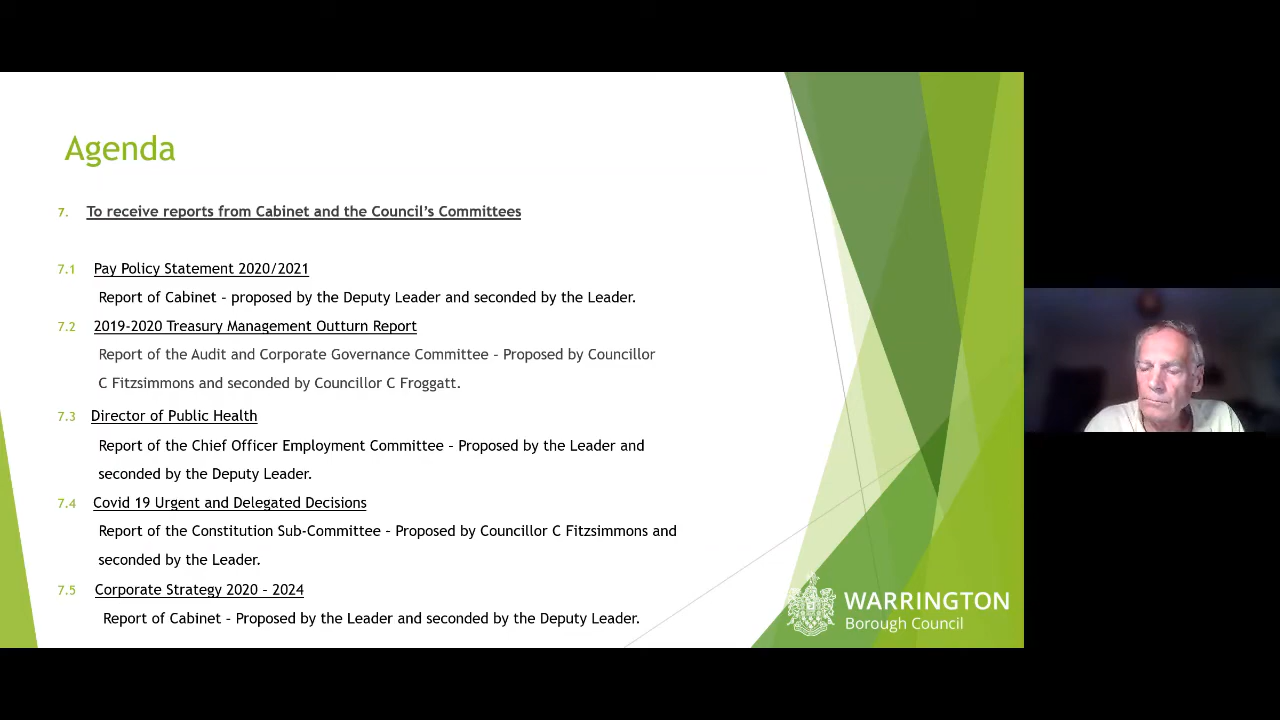 Agenda
7. To receive reports from Cabinet and the Council's Committees
7.1 Pay Policy Statement 2020/2021
Report of Cabinet - proposed by the Deputy Leader and seconded by the Leader.
7.2 2019-2020 Treasury Management Outturn Report
Report of the Audit and Corporate Governance Committee - Proposed by Councillor
C Fitzsimmons and seconded by Councillor C Froggatt.
7.3 Director of Public Health
Report of the Chief Officer Employment Committee - Proposed by the Leader and
seconded by the Deputy Leader.
7.4 Covid 19 Urgent and Delegated Decisions
Report of the Constitution Sub-Committee - Proposed by Councillor C Fitzsimmons and
seconded by the Leader.
7.5 Corporate Strategy 2020 - 2024
Report of Cabinet - Proposed by the Leader and seconded by the Deputy Leader.
WARRINGTON
Borough Council